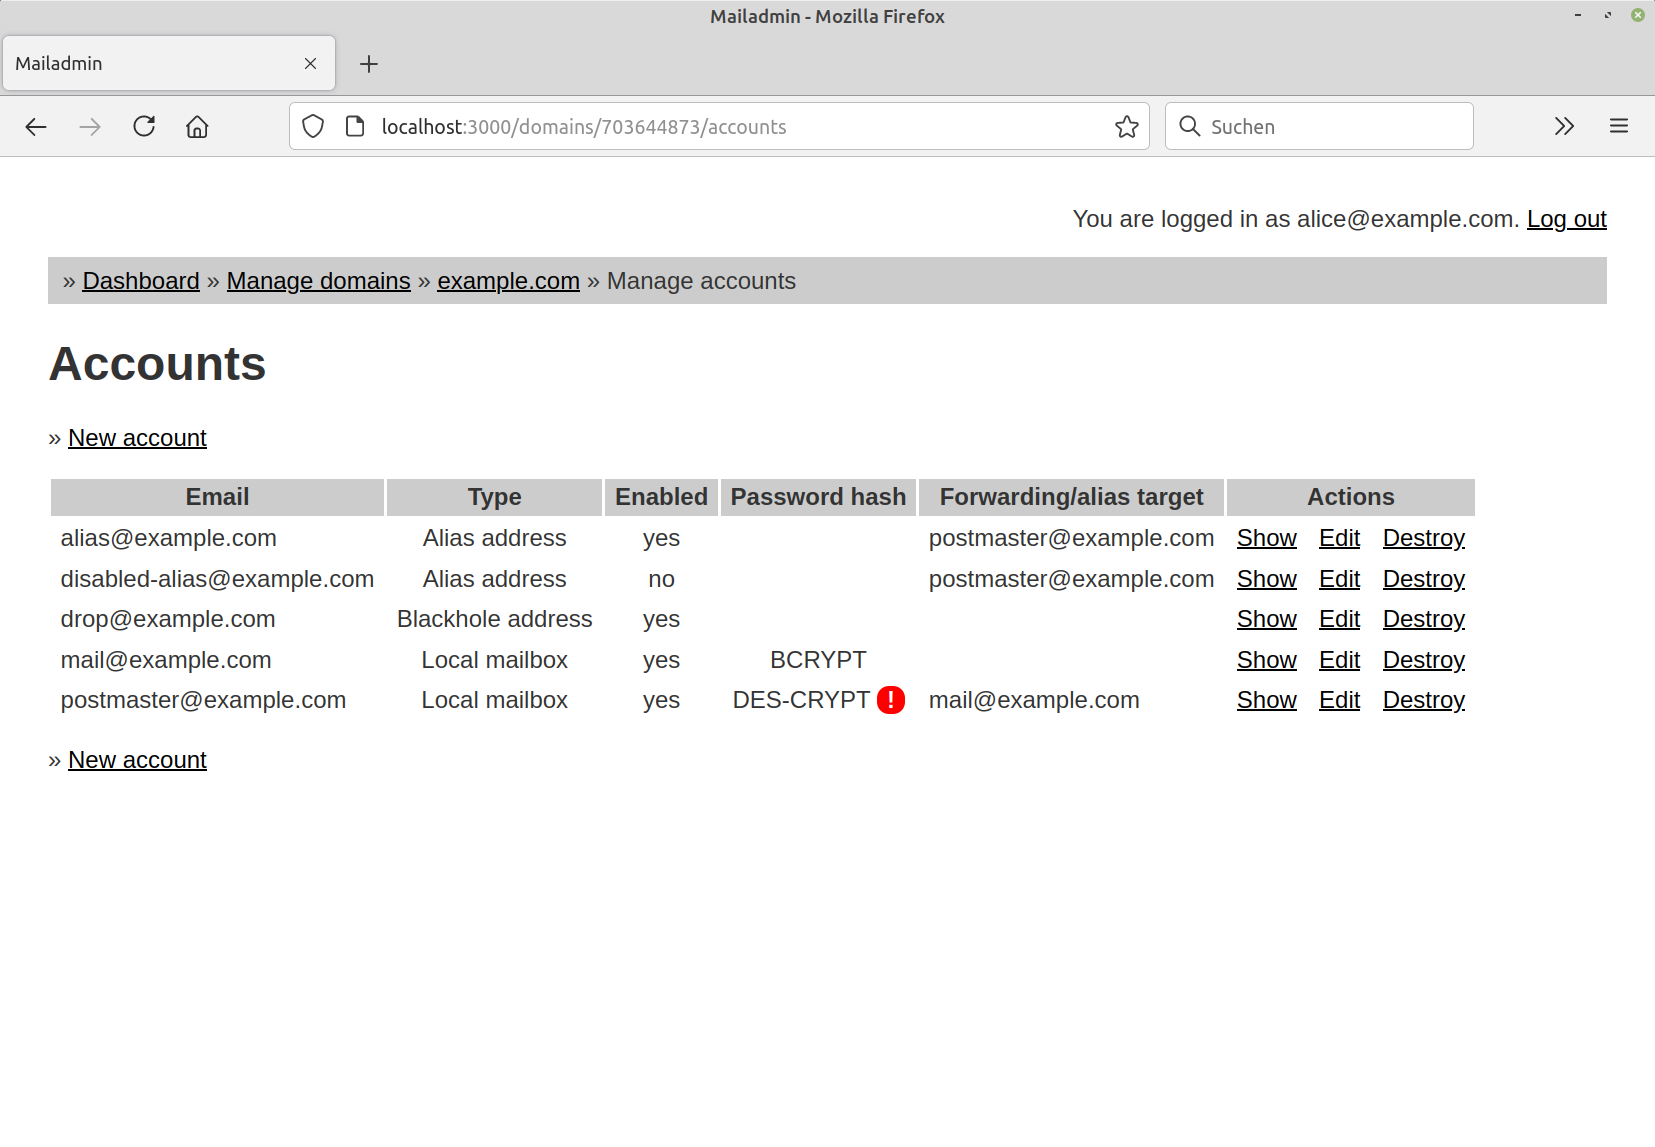 Mailadmin - Mozilla Firefox
Mailadmin
localhost:3000/domains/703644873/accounts
Suchen
You are logged in as alice@example.com. Log out
» Dashboard » Manage domains » example.com » Manage accounts
Accounts
» New account
Email Type Enabled Password hash Forwarding/alias target Actions
alias@example.com Alias address yes postmaster@example.com Show Edit Destroy
disabled-alias@example.com Alias address no postmaster@example.com Show Edit Destroy
drop@example.com Blackhole address yes Show Edit Destroy
mail@example.com Local mailbox yes BCRYPT Show Edit Destroy
postmaster@example.com Local mailbox yes DES-CRYPT ! mail@example.com Show Edit Destroy
» New account